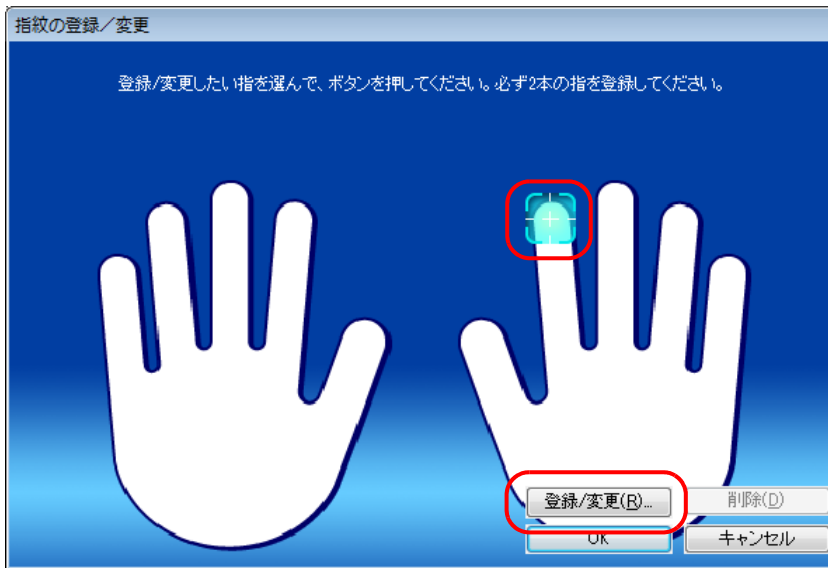 指紋の登録／変更
登録/変更したい指を選んで、ボタンを押してください。必ず2本の指を登録してください。
登録/変更(R)...
削除(D)
OK
キャンセル